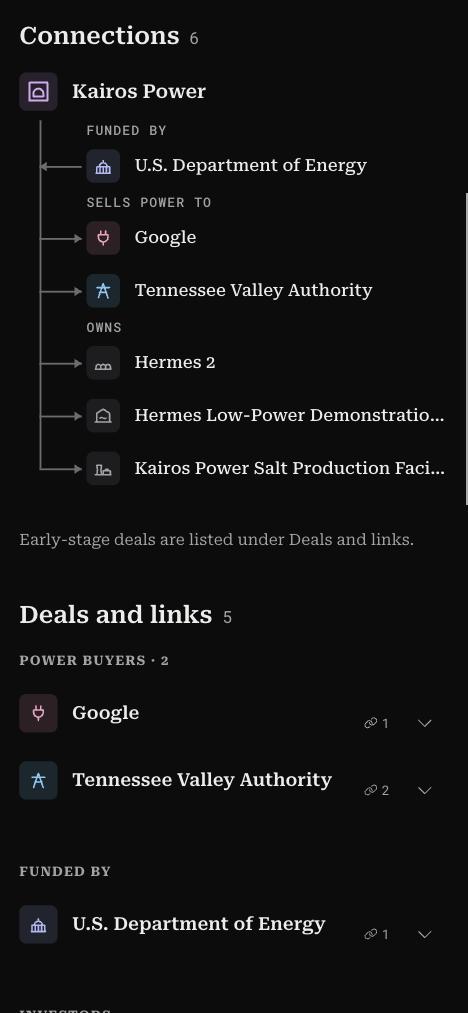 Connections 6
Kairos Power
FUNDED BY
U.S. Department of Energy
SELLS POWER TO
Google
Tennessee Valley Authority
OWNS
Hermes 2
Hermes Low-Power Demonstratio...
Kairos Power Salt Production Faci...
Early-stage deals are listed under Deals and links.
Deals and links 5
POWER BUYERS · 2
Google 1
Tennessee Valley Authority 2
FUNDED BY
U.S. Department of Energy 1
INVESTORS